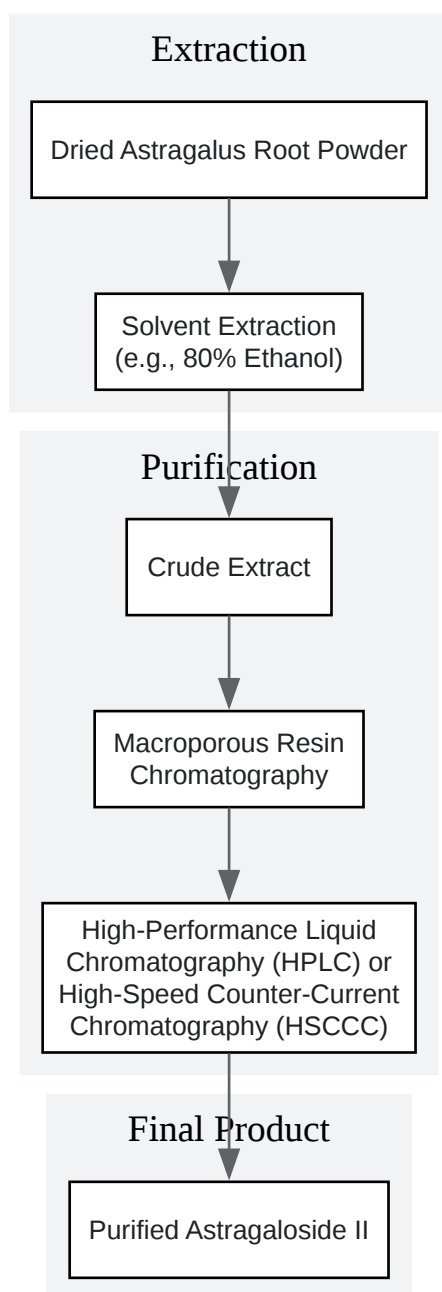 Extraction
Dried Astragalus Root Powder
Solvent Extraction
(e.g., 80% Ethanol)
Purification
Crude Extract
Macroporous Resin
Chromatography
High-Performance Liquid
Chromatography (HPLC) or
High-Speed Counter-Current
Chromatography (HSCCC)
Final Product
Purified Astragaloside II